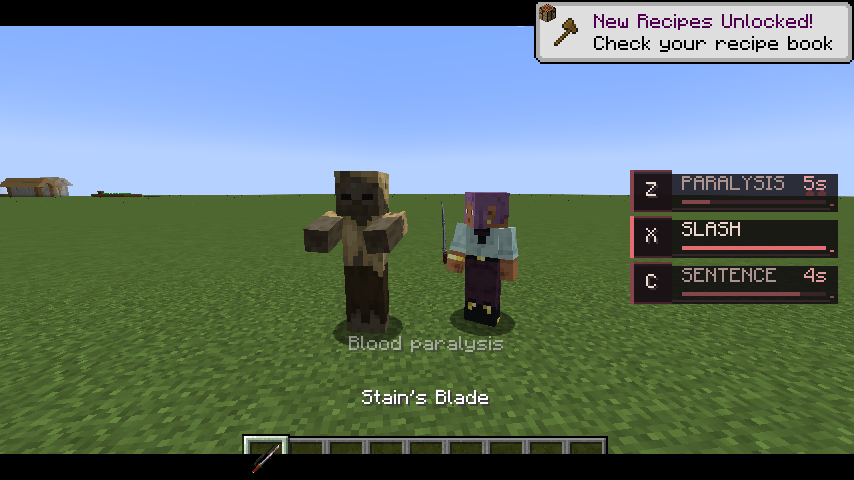 New Recipes Unlocked!
Check your recipe book
Z PARALYSIS 5s
X SLASH
C SENTENCE 4s
Blood paralysis
Stain's Blade